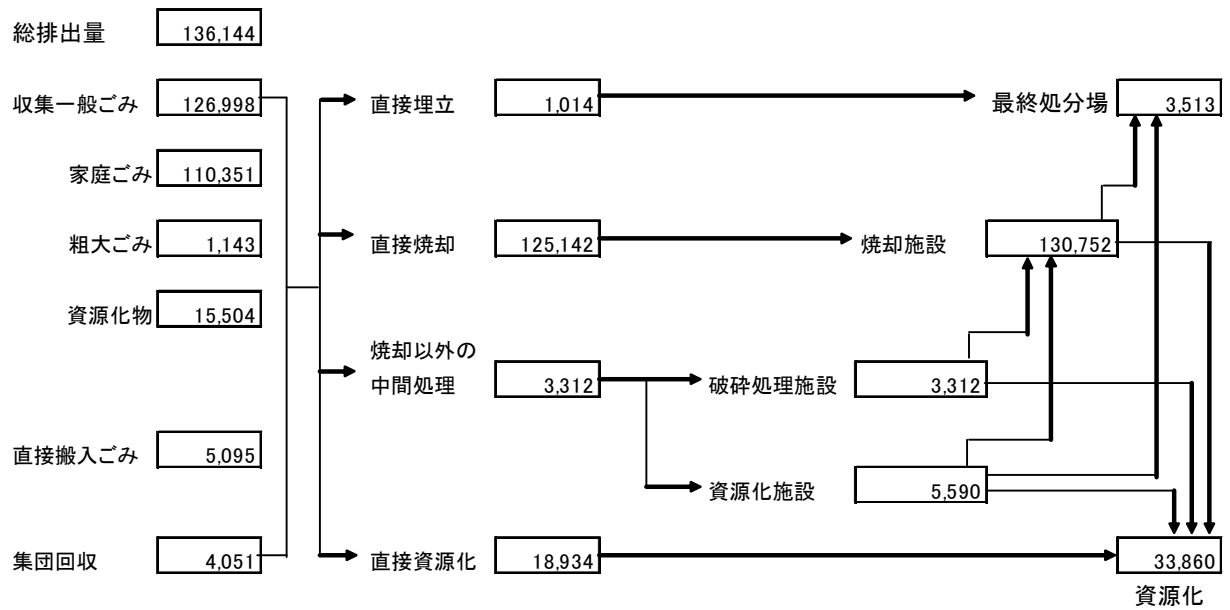 総排出量 136,144
収集一般ごみ 126,998 直接埋立 1,014 最終処分場 3,513
家庭ごみ 110,351
粗大ごみ 1,143 直接焼却 125,142 焼却施設 130,752
資源化物 15,504
焼却以外の
中間処理 3,312 破砕処理施設 3,312
直接搬入ごみ 5,095
資源化施設 5,590
集団回収 4,051 直接資源化 18,934 33,860
資源化